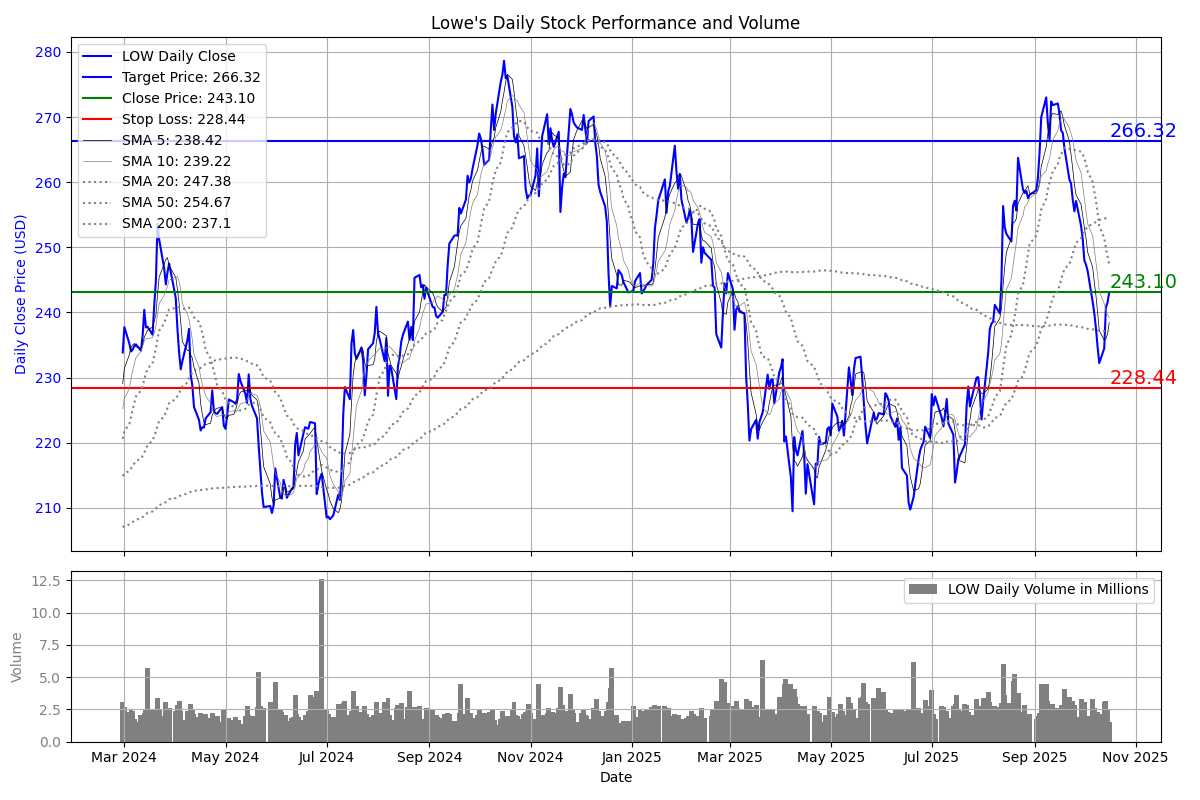 Lowe's Daily Stock Performance and Volume
280
270
260
250
240
230
220
210
Daily Close Price (USD)
LOW Daily Close
Target Price: 266.32
Close Price: 243.10
Stop Loss: 228.44
SMA 5: 238.42
SMA 10: 239.22
SMA 20: 247.38
SMA 50: 254.67
SMA 200: 237.1
266.32
243.10
228.44
12.5
10.0
7.5
5.0
2.5
0.0
Volume
LOW Daily Volume in Millions
Mar 2024 May 2024 Jul 2024 Sep 2024 Nov 2024 Jan 2025 Mar 2025 May 2025 Jul 2025 Sep 2025 Nov 2025
Date